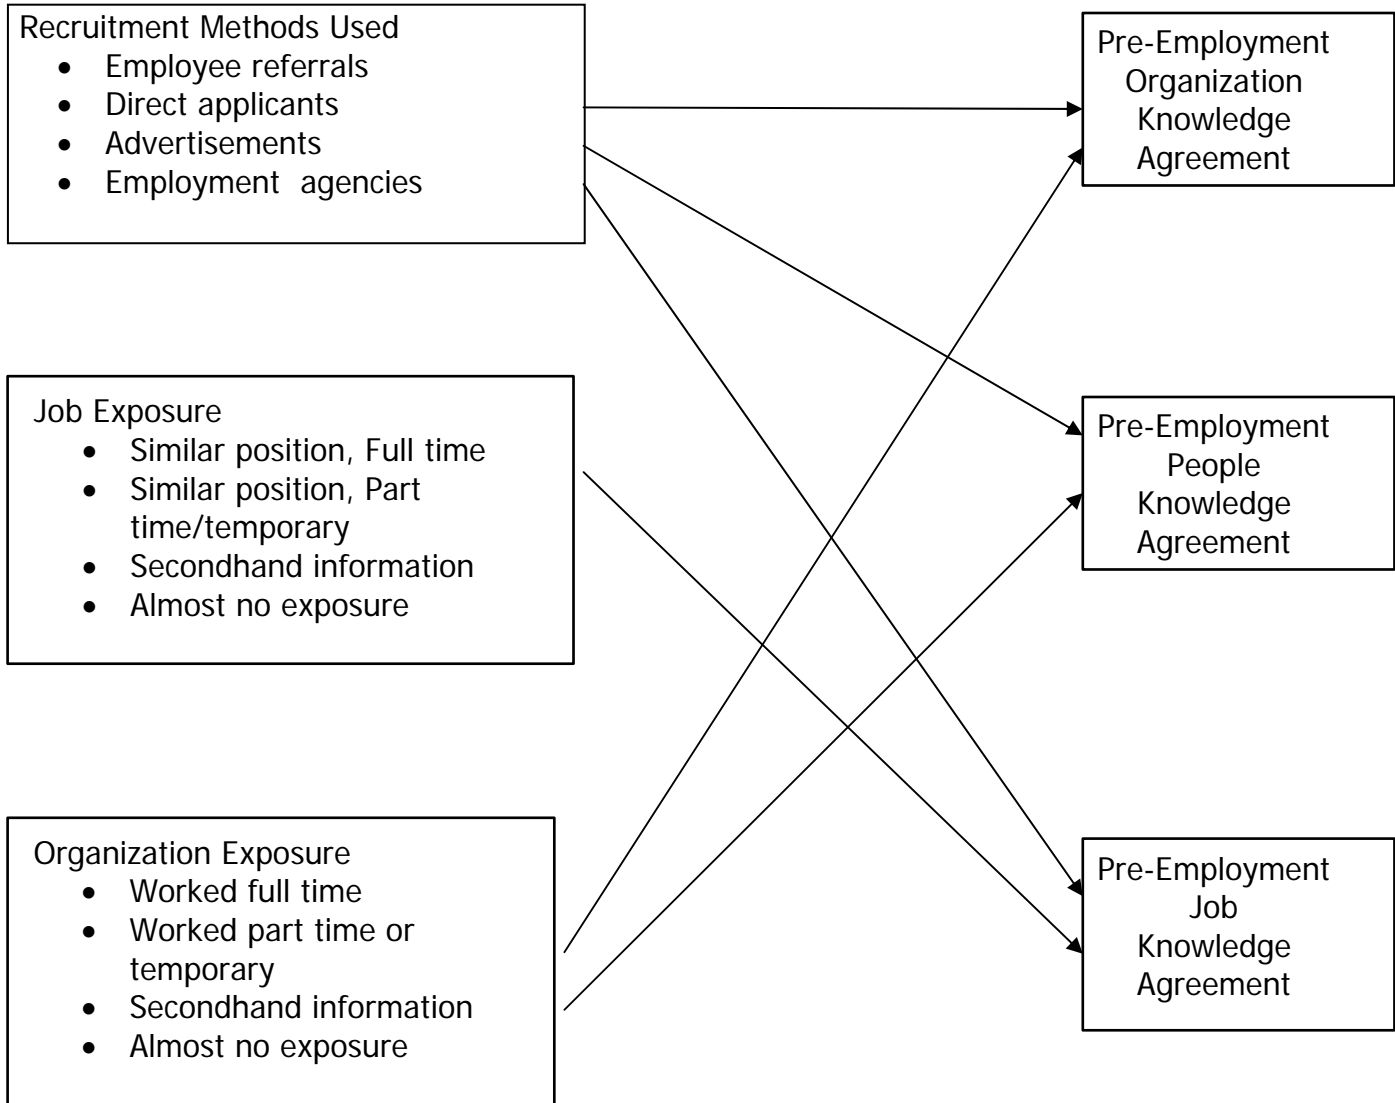 Recruitment Methods Used
• Employee referrals
• Direct applicants
• Advertisements
• Employment agencies
Job Exposure
• Similar position, Full time
• Similar position, Part
time/temporary
• Secondhand information
• Almost no exposure
Organization Exposure
• Worked full time
• Worked part time or
temporary
• Secondhand information
• Almost no exposure
Pre-Employment
Organization
Knowledge
Agreement
Pre-Employment
People
Knowledge
Agreement
Pre-Employment
Job
Knowledge
Agreement